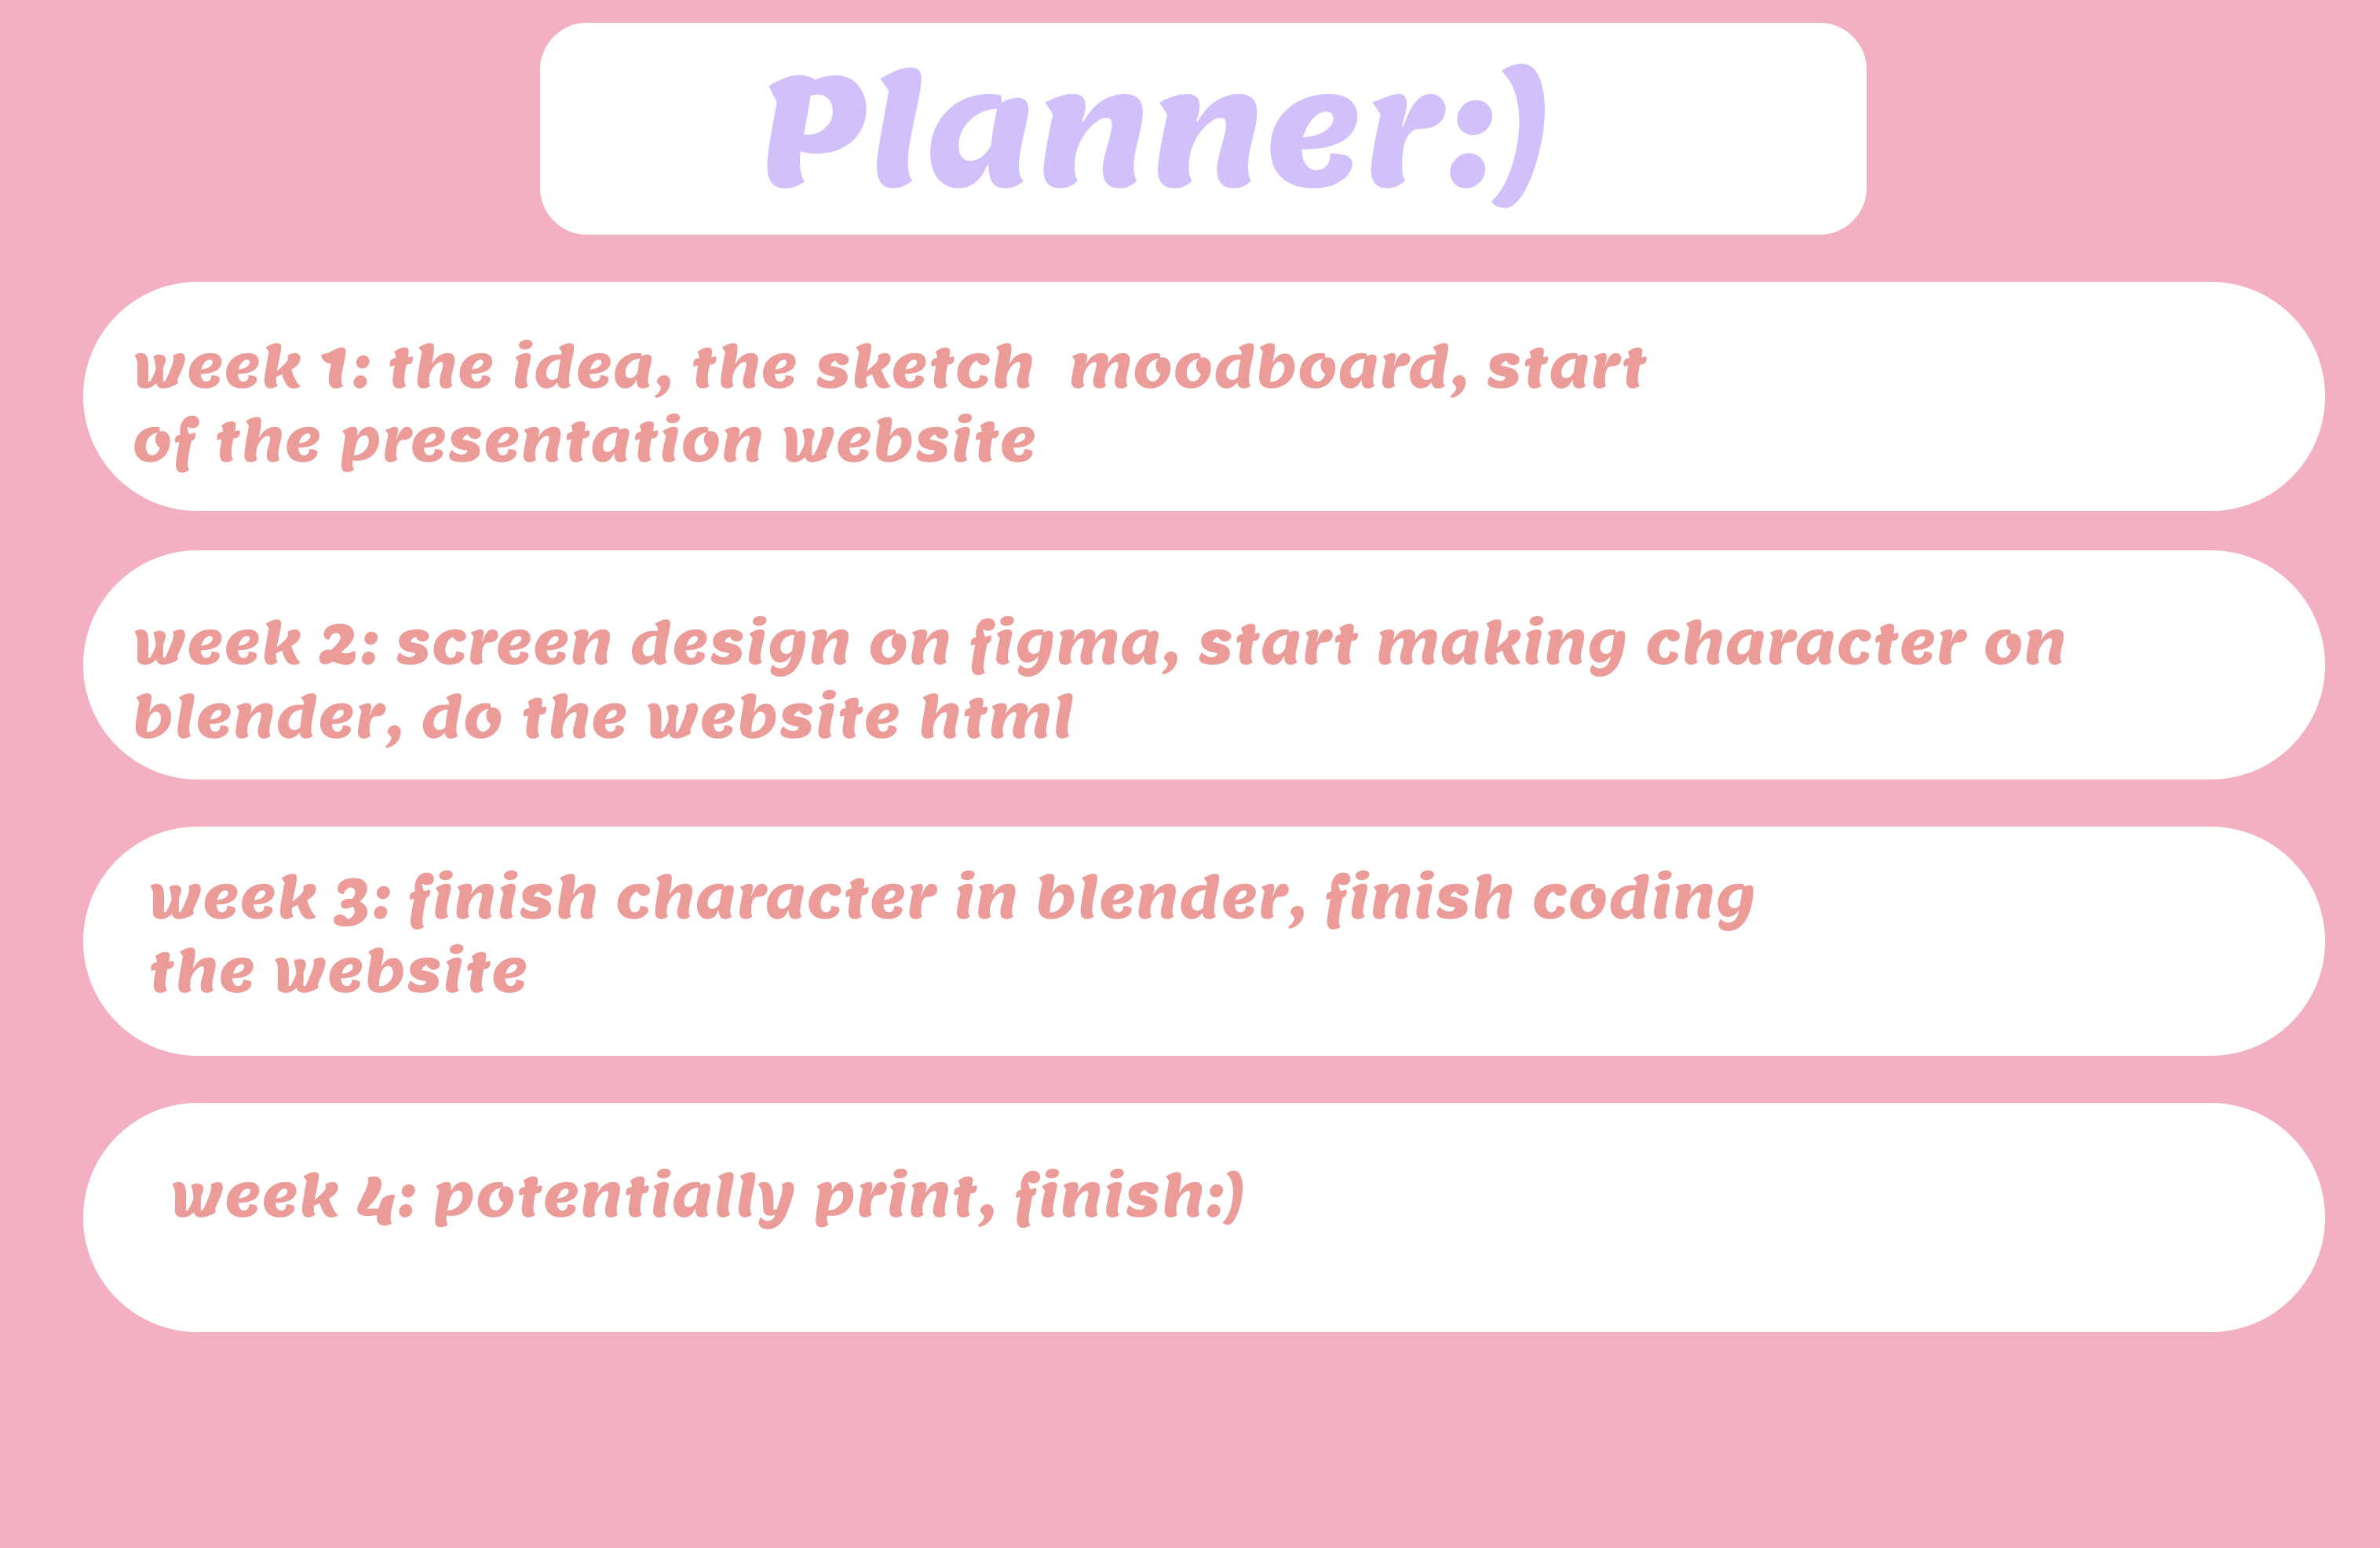 Planner:)
week 1: the idea, the sketch  moodboard, start
of the presentation website
week 2: screen design on figma, start making character on
blender, do the website html
week 3: finish character in blender, finish coding
the website
week 4: potentially print, finish:)